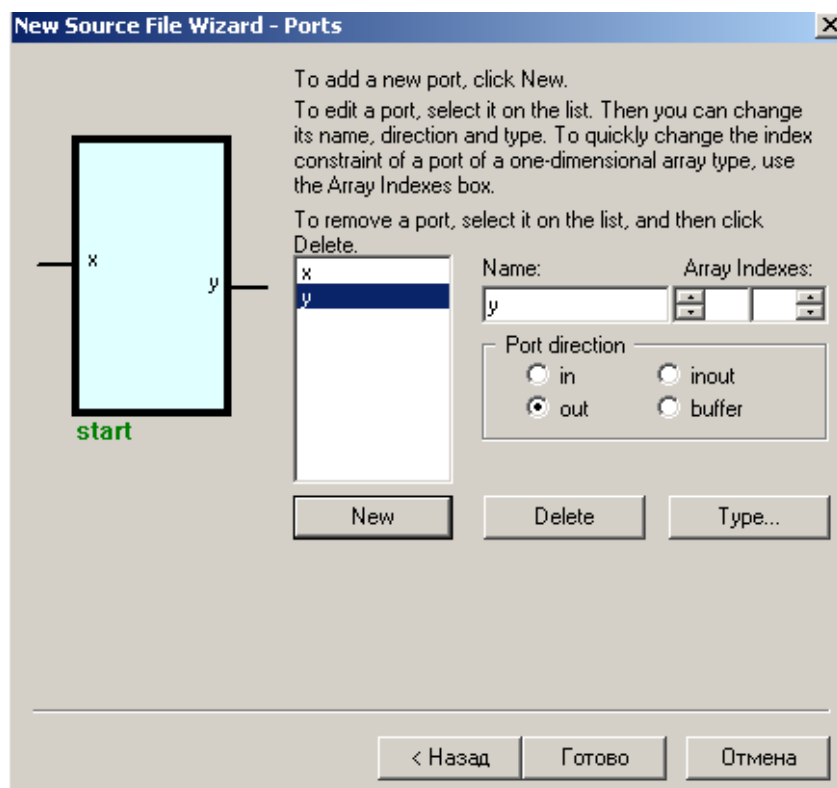 New Source File Wizard - Ports
To add a new port, click New.
To edit a port, select it on the list. Then you can change
its name, direction and type. To quickly change the index
constraint of a port of a one-dimensional array type, use
the Array Indexes box.
To remove a port, select it on the list, and then click
Delete.
x
y
start
x
y
Name:
Array Indexes:
y
Port direction
in
inout
out
buffer
New
Delete
Type...
< Назад
Готово
Отмена